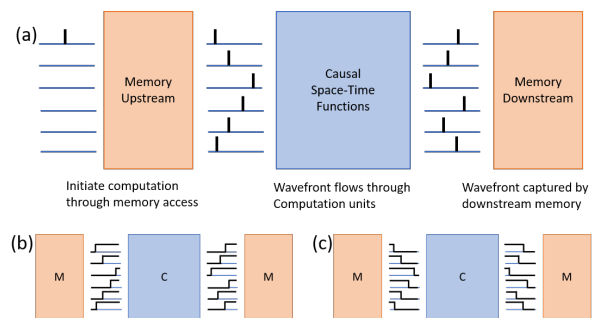 (a)
Memory
Upstream
Causal
Space-Time
Functions
Memory
Downstream
Initiate computation
through memory access
Wavefront flows through
Computation units
Wavefront captured by
downstream memory
(b)
M
C
M
(c)
M
C
M